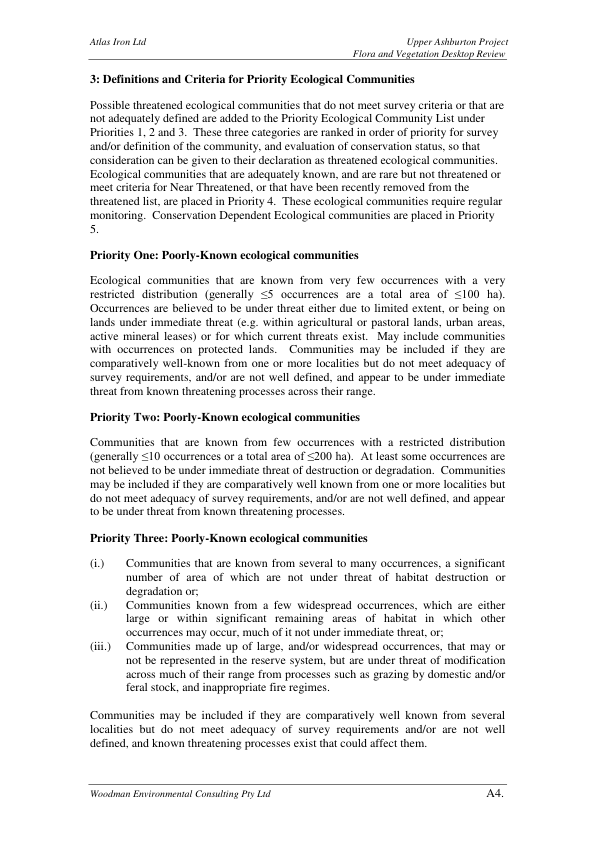 Atlas Iron Ltd
Upper Ashburton Project
Flora and Vegetation Desktop Review
3: Definitions and Criteria for Priority Ecological Communities
Possible threatened ecological communities that do not meet survey criteria or that are
not adequately defined are added to the Priority Ecological Community List under
Priorities 1, 2 and 3. These three categories are ranked in order of priority for survey
and/or definition of the community, and evaluation of conservation status, so that
consideration can be given to their declaration as threatened ecological communities.
Ecological communities that are adequately known, and are rare but not threatened or
meet criteria for Near Threatened, or that have been recently removed from the
threatened list, are placed in Priority 4. These ecological communities require regular
monitoring. Conservation Dependent Ecological communities are placed in Priority
5.
Priority One: Poorly-Known ecological communities
Ecological communities that are known from very few occurrences with a very
restricted distribution (generally ≤5 occurrences are a total area of ≤100 ha).
Occurrences are believed to be under threat either due to limited extent, or being on
lands under immediate threat (e.g. within agricultural or pastoral lands, urban areas,
active mineral leases) or for which current threats exist. May include communities
with occurrences on protected lands. Communities may be included if they are
comparatively well-known from one or more localities but do not meet adequacy of
survey requirements, and/or are not well defined, and appear to be under immediate
threat from known threatening processes across their range.
Priority Two: Poorly-Known ecological communities
Communities that are known from few occurrences with a restricted distribution
(generally ≤10 occurrences or a total area of ≤200 ha). At least some occurrences are
not believed to be under immediate threat of destruction or degradation. Communities
may be included if they are comparatively well known from one or more localities but
do not meet adequacy of survey requirements, and/or are not well defined, and appear
to be under threat from known threatening processes.
Priority Three: Poorly-Known ecological communities
(i.) Communities that are known from several to many occurrences, a significant
number of area of which are not under threat of habitat destruction or
degradation or;
(ii.) Communities known from a few widespread occurrences, which are either
large or within significant remaining areas of habitat in which other
occurrences may occur, much of it not under immediate threat, or;
(iii.) Communities made up of large, and/or widespread occurrences, that may or
not be represented in the reserve system, but are under threat of modification
across much of their range from processes such as grazing by domestic and/or
feral stock, and inappropriate fire regimes.
Communities may be included if they are comparatively well known from several
localities but do not meet adequacy of survey requirements and/or are not well
defined, and known threatening processes exist that could affect them.
Woodman Environmental Consulting Pty Ltd
A4.